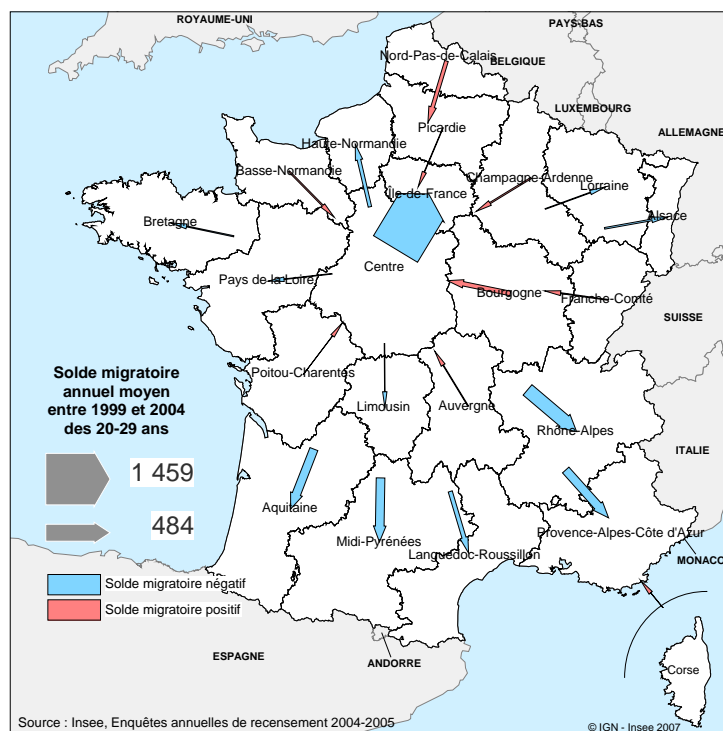 ROYAUME-UNI
PAYS-BAS
Nord-Pas-de-Calais
BELGIQUE
LUXEMBOURG
ALLEMAGNE
Picardie
Haute-Normandie
Basse-Normandie
Île-de-France
Champagne-Ardenne
Lorraine
Alsace
Bretagne
Centre
Pays de la Loire
Bourgogne
Franche-Comté
SUISSE
Poitou-Charentes
Limousin
Auvergne
Rhône-Alpes
ITALIE
Solde migratoire
annuel moyen
entre 1999 et 2004
des 20-29 ans
1 459
484
Aquitaine
Midi-Pyrénées
Languedoc-Roussillon
Provence-Alpes-Côte d'Azur
MONACO
Solde migratoire négatif
Solde migratoire positif
ESPAGNE
ANDORRE
Corse
Source : Insee, Enquêtes annuelles de recensement 2004-2005
© IGN - Insee 2007